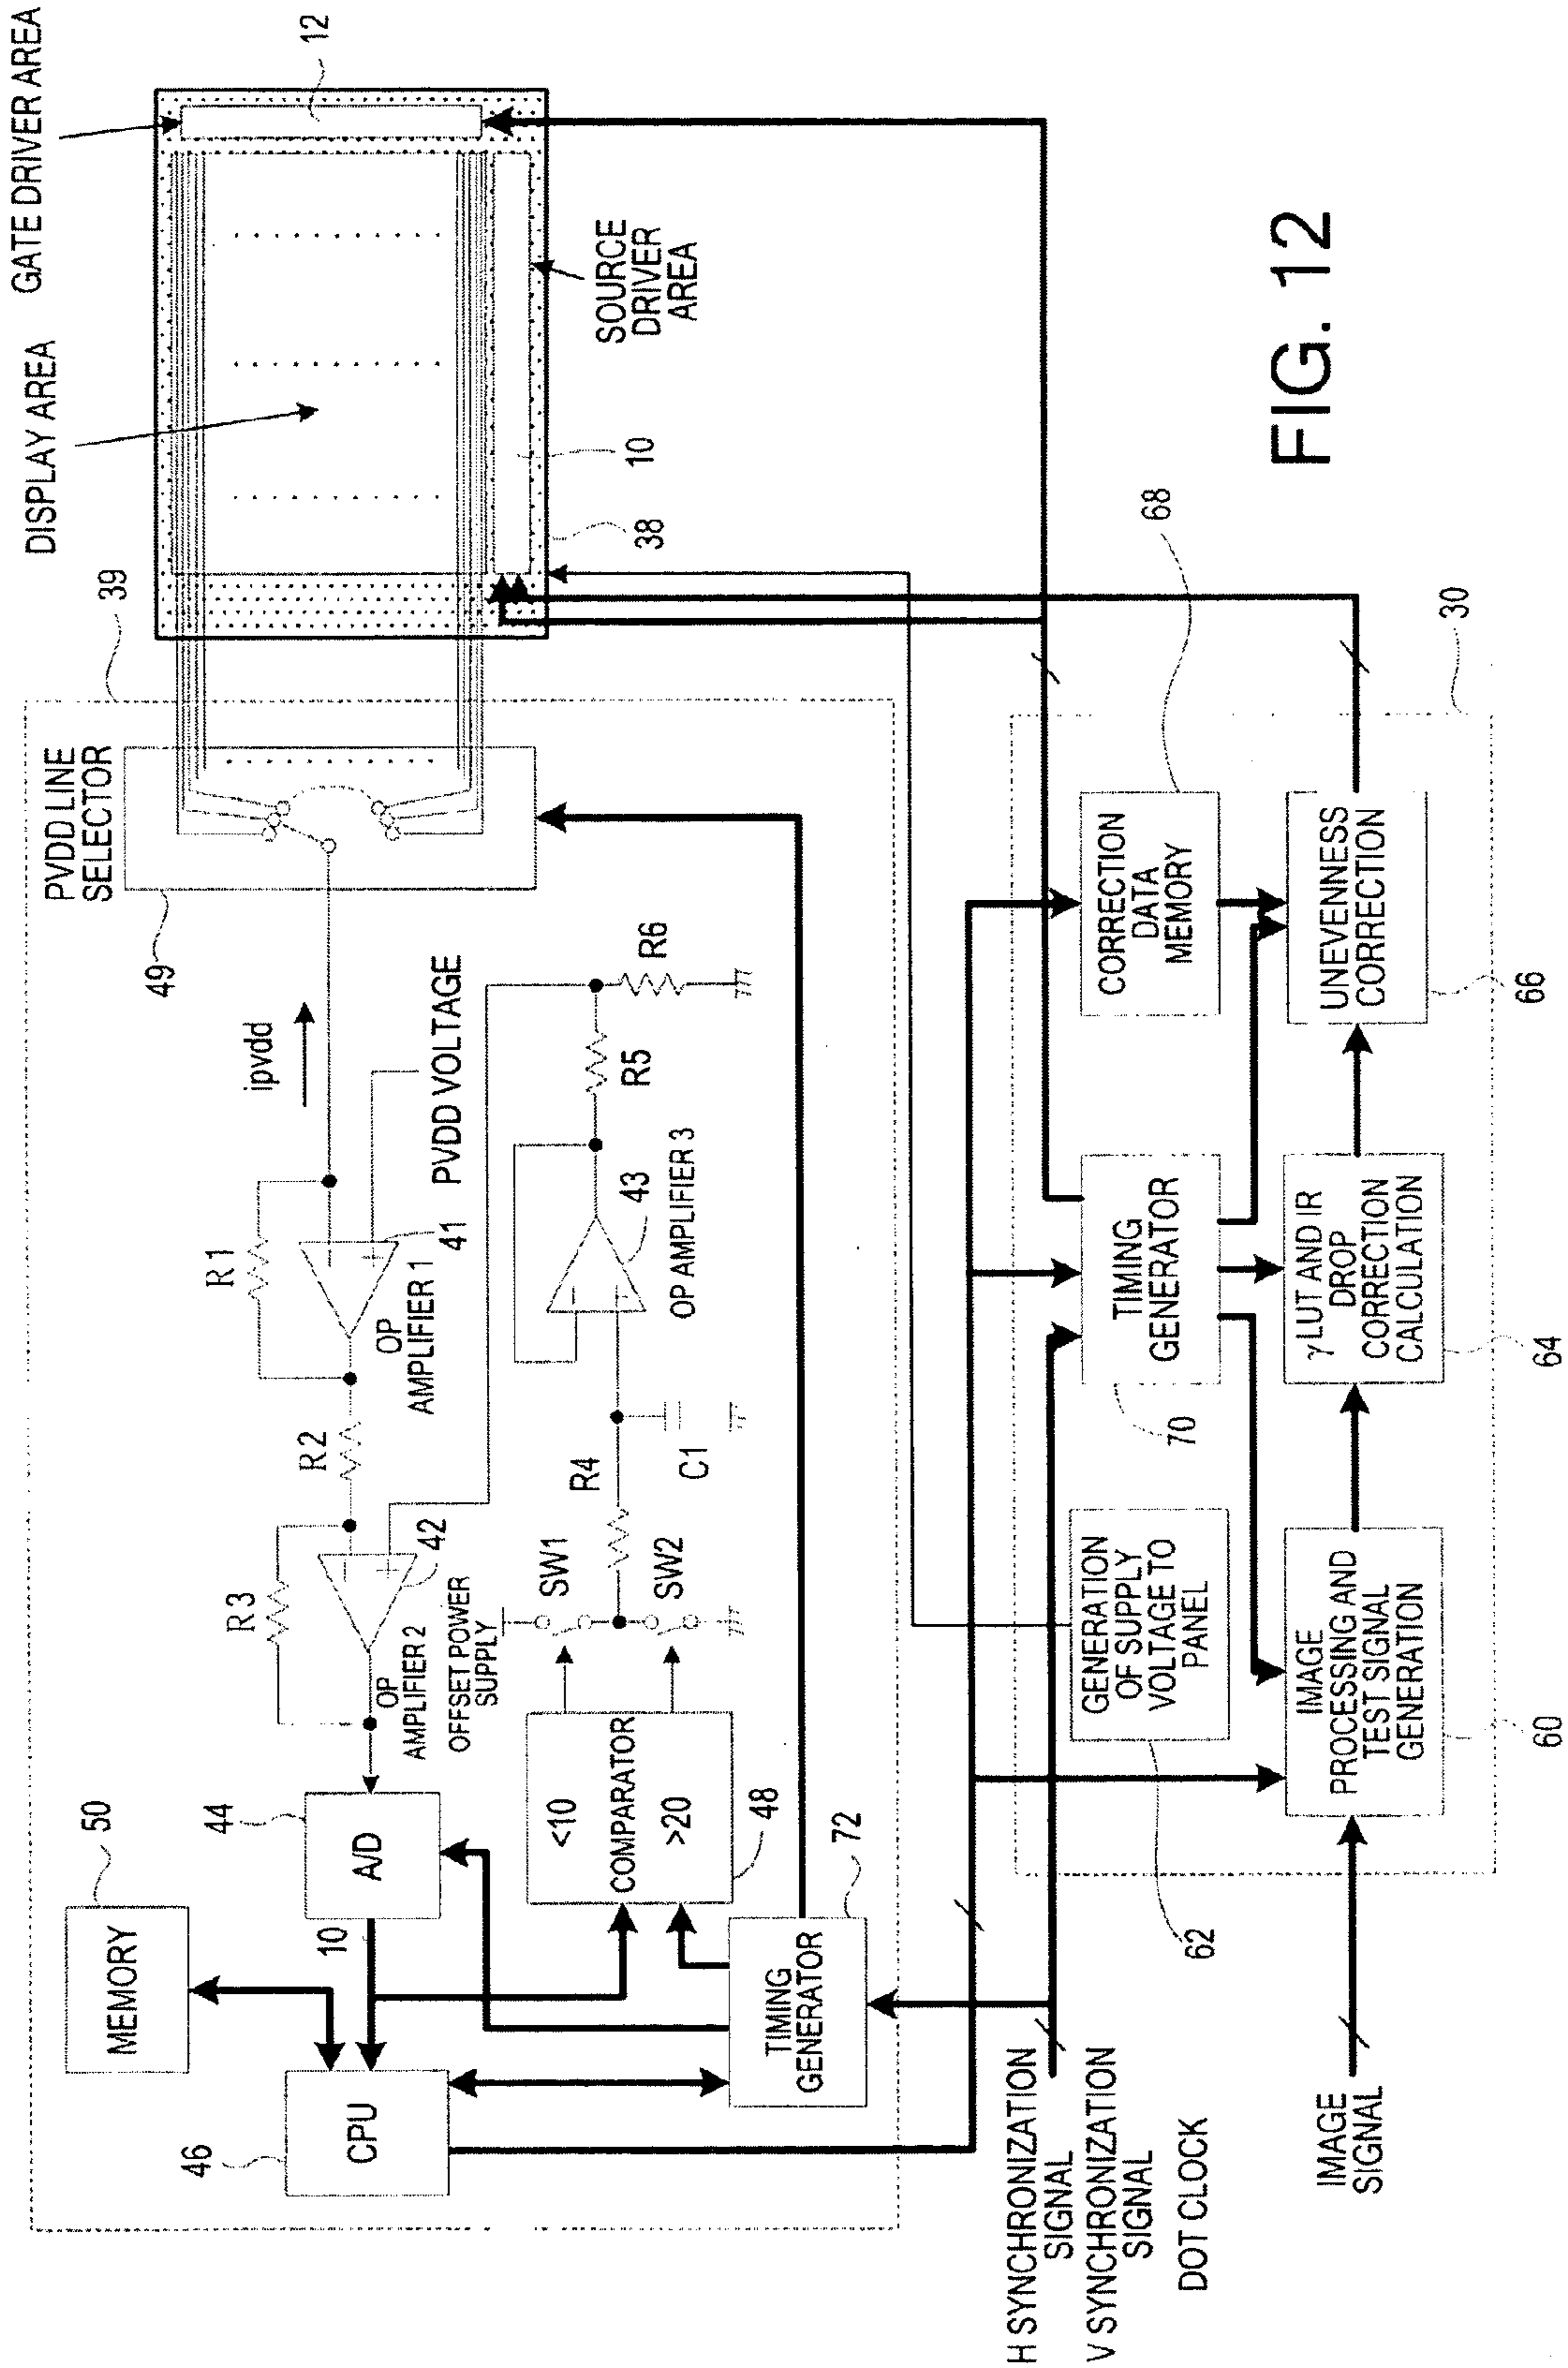 GATE DRIVER AREA
12
DISPLAY AREA
SOURCE
DRIVER
AREA
10
38
39
PVDD LINE
SELECTOR
49
ipvdd
PVDD VOLTAGE
R1
41
OP
AMPLIFIER 1
R2
R3
42
OP
AMPLIFIER 2
OFFSET POWER
SUPPLY
SW1
SW2
R4
C1
OP AMPLIFIER 3
43
R5
R6
50
MEMORY
44
A/D
10
46
CPU
<10
COMPARATOR
>20
48
72
TIMING
GENERATOR
H SYNCHRONIZATION
SIGNAL
V SYNCHRONIZATION
SIGNAL
DOT CLOCK
IMAGE
SIGNAL
62
GENERATION
OF SUPPLY
VOLTAGE TO
PANEL
IMAGE
PROCESSING AND
TEST SIGNAL
GENERATION
60
TIMING
GENERATOR
70
γ LUT AND IR
DROP
CORRECTION
CALCULATION
64
CORRECTION
DATA
MEMORY
68
UNEVENNESS
CORRECTION
66
30
FIG. 12